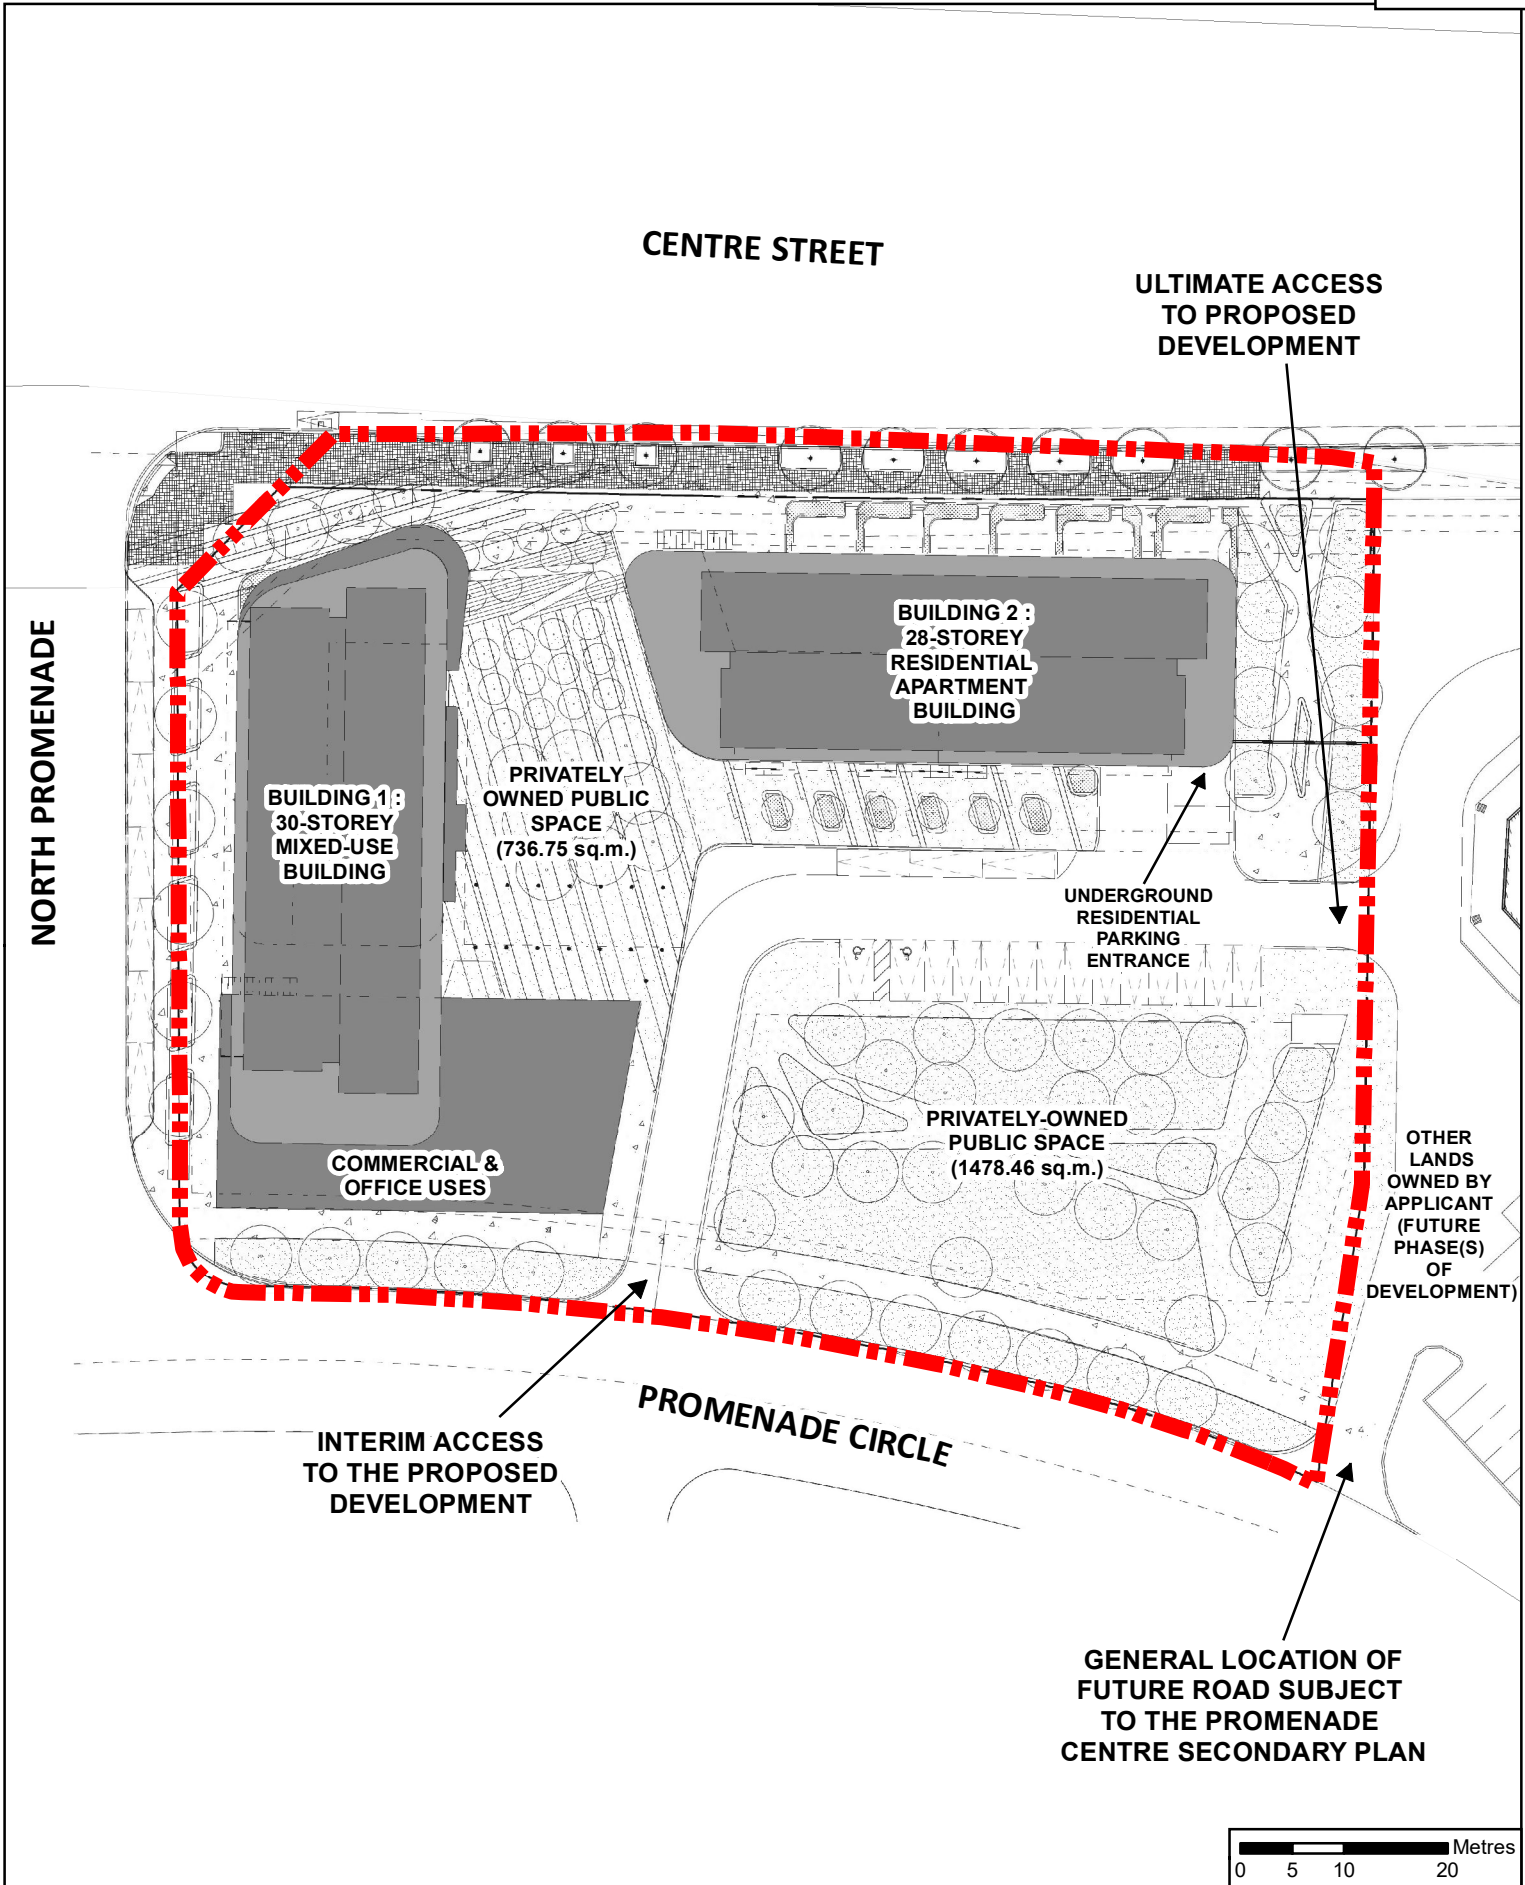 CENTRE STREET
ULTIMATE ACCESS
TO PROPOSED
DEVELOPMENT
NORTH PROMENADE
BUILDING 2 :
28-STOREY
RESIDENTIAL
APARTMENT
BUILDING
BUILDING 1 :
30-STOREY
MIXED-USE
BUILDING
PRIVATELY
OWNED PUBLIC
SPACE
(736.75 sq.m.)
UNDERGROUND
RESIDENTIAL
PARKING
ENTRANCE
PRIVATELY-OWNED
PUBLIC SPACE
(1478.46 sq.m.)
COMMERCIAL &
OFFICE USES
OTHER
LANDS
OWNED BY
APPLICANT
(FUTURE
PHASE(S)
OF
DEVELOPMENT)
INTERIM ACCESS
TO THE PROPOSED
DEVELOPMENT
PROMENADE CIRCLE
GENERAL LOCATION OF
FUTURE ROAD SUBJECT
TO THE PROMENADE
CENTRE SECONDARY PLAN
Metres
0 5 10 20